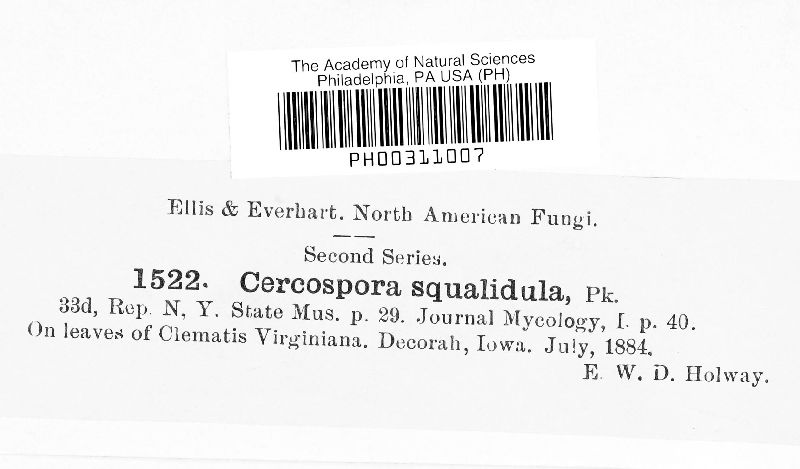 The Academy of Natural Sciences
Philadelphia, PA USA (PH)
PH00311007
Ellis & Everhart. North American Fungi.
Second Series.
1522. Cercospora squalidula, Pk.
33d, Rep. N, Y. State Mus. p. 29. Journal Mycology, I. p. 40.
On leaves of Clematis Virginiana. Decorah, Iowa. July, 1884.
E. W. D. Holway.